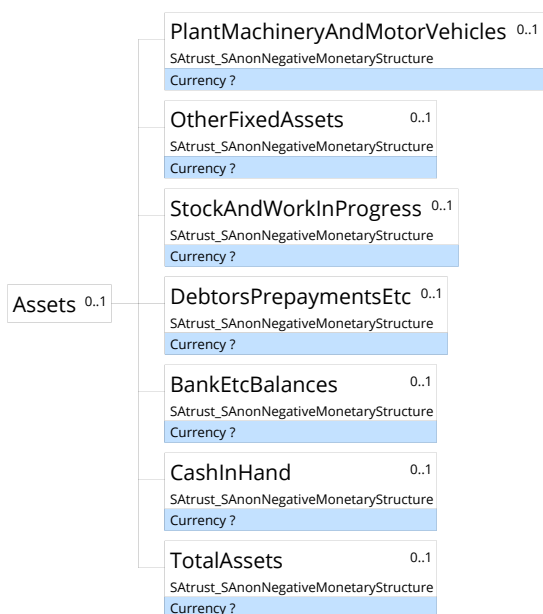 PlantMachineryAndMotorVehicles 0..1
SAtrust_SAnonNegativeMonetaryStructure
Currency ?
OtherFixedAssets 0..1
SAtrust_SAnonNegativeMonetaryStructure
Currency ?
StockAndWorkInProgress 0..1
SAtrust_SAnonNegativeMonetaryStructure
Currency ?
Assets 0..1
DebtorsPrepaymentsEtc 0..1
SAtrust_SAnonNegativeMonetaryStructure
Currency ?
BankEtcBalances 0..1
SAtrust_SAnonNegativeMonetaryStructure
Currency ?
CashInHand 0..1
SAtrust_SAnonNegativeMonetaryStructure
Currency ?
TotalAssets 0..1
SAtrust_SAnonNegativeMonetaryStructure
Currency ?